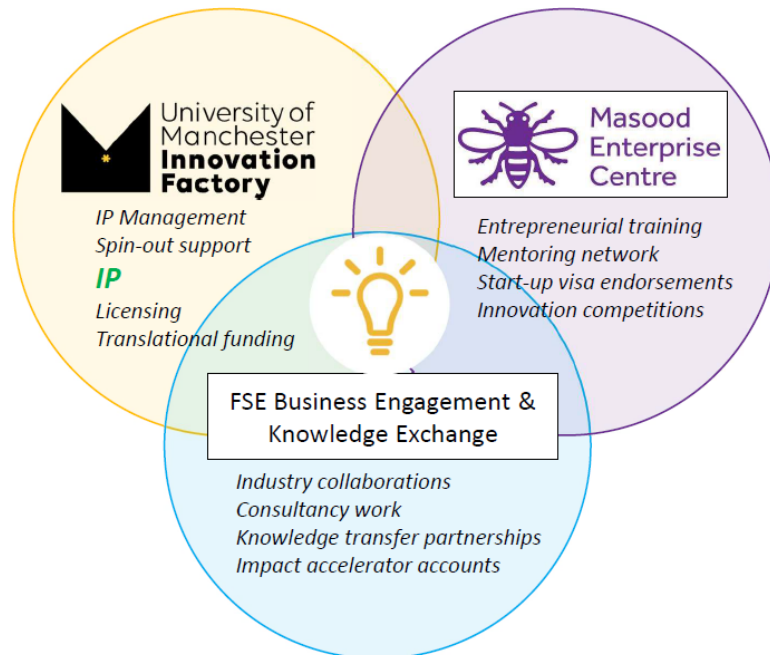 University of
Manchester
Innovation
Factory
IP Management
Spin-out support
IP
Licensing
Translational funding
Masood
Enterprise
Centre
Entrepreneurial training
Mentoring network
Start-up visa endorsements
Innovation competitions
FSE Business Engagement &
Knowledge Exchange
Industry collaborations
Consultancy work
Knowledge transfer partnerships
Impact accelerator accounts